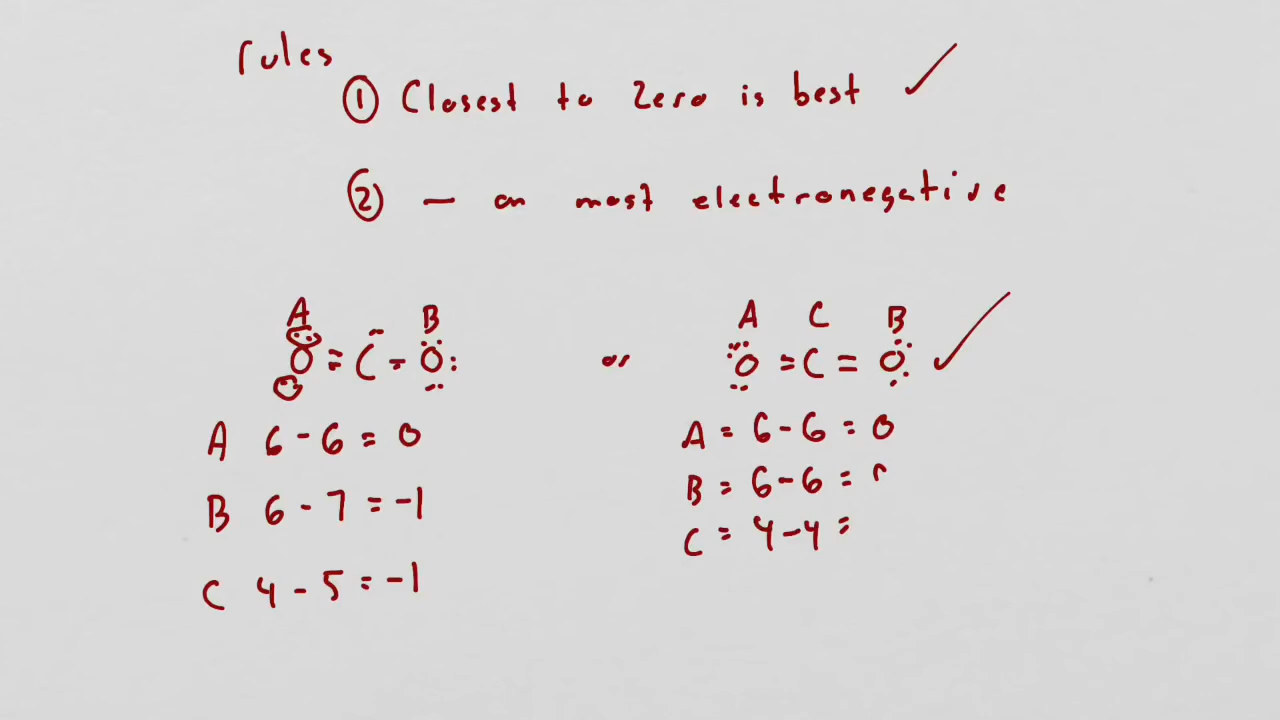 rules
① Closest to Zero is best ✓
② — on most electronegative
A B
O = C - O:
or
A C B
:O = C = O: ✓
A 6 - 6 = 0
B 6 - 7 = -1
C 4 - 5 = -1
A = 6 - 6 = 0
B = 6 - 6 =
C = 4 - 4 =